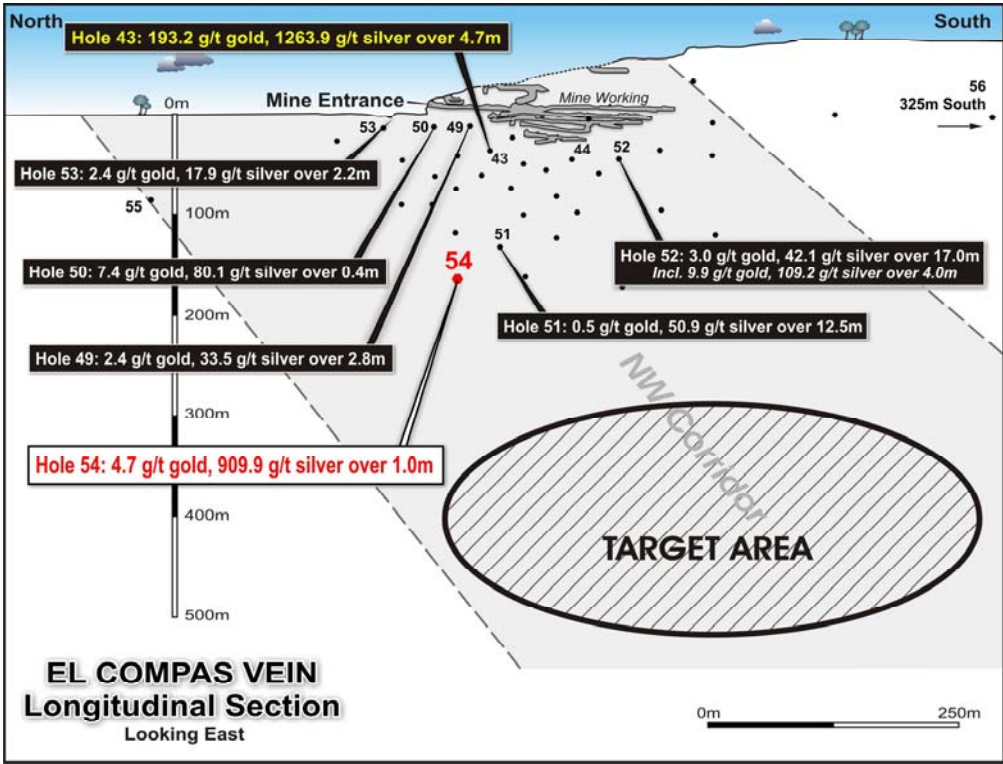 North
South
Hole 43: 193.2 g/t gold, 1263.9 g/t silver over 4.7m
56
325m South
Mine Entrance
Mine Working
0m
53
50
49
43
44
52
Hole 53: 2.4 g/t gold, 17.9 g/t silver over 2.2m
55
100m
51
54
Hole 52: 3.0 g/t gold, 42.1 g/t silver over 17.0m
Incl. 9.9 g/t gold, 109.2 g/t silver over 4.0m
Hole 50: 7.4 g/t gold, 80.1 g/t silver over 0.4m
200m
Hole 51: 0.5 g/t gold, 50.9 g/t silver over 12.5m
Hole 49: 2.4 g/t gold, 33.5 g/t silver over 2.8m
NW Corridor
300m
Hole 54: 4.7 g/t gold, 909.9 g/t silver over 1.0m
400m
TARGET AREA
500m
EL COMPAS VEIN
Longitudinal Section
Looking East
0m
250m